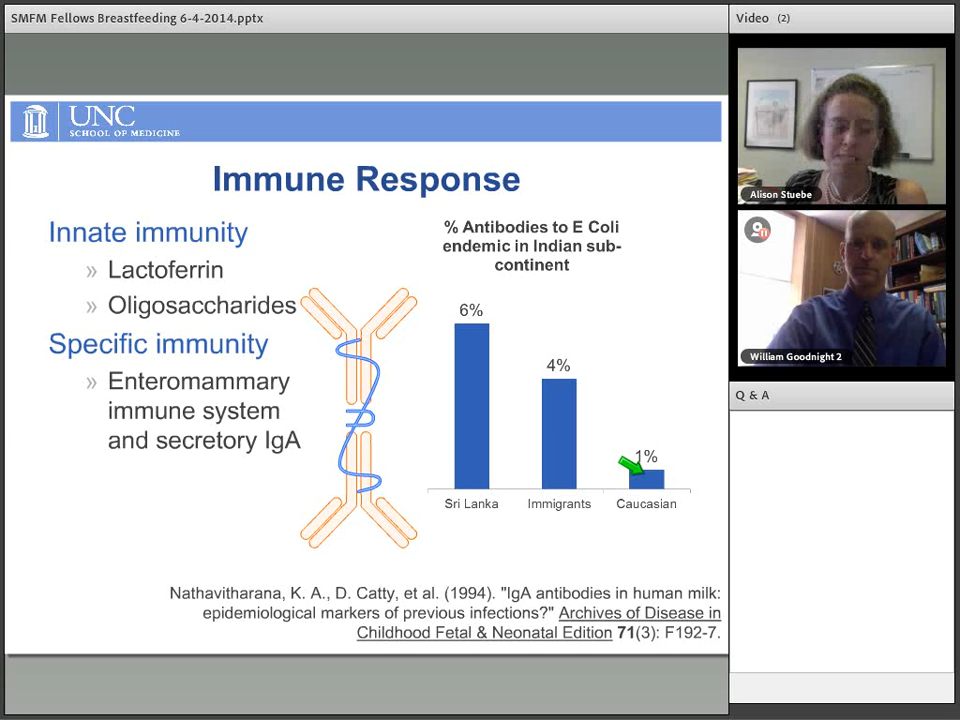 SMFM Fellows Breastfeeding 6-4-2014.pptx
UNC
SCHOOL OF MEDICINE
Immune Response
Innate immunity
» Lactoferrin
» Oligosaccharides
Specific immunity
» Enteromammary
immune system
and secretory IgA
% Antibodies to E Coli
endemic in Indian sub-
continent
6%
4%
1%
Sri Lanka
Immigrants
Caucasian
Nathavitharana, K. A., D. Catty, et al. (1994). "IgA antibodies in human milk:
epidemiological markers of previous infections?" Archives of Disease in
Childhood Fetal & Neonatal Edition 71(3): F192-7.
Video (2)
Alison Stuebe
William Goodnight 2
Q & A